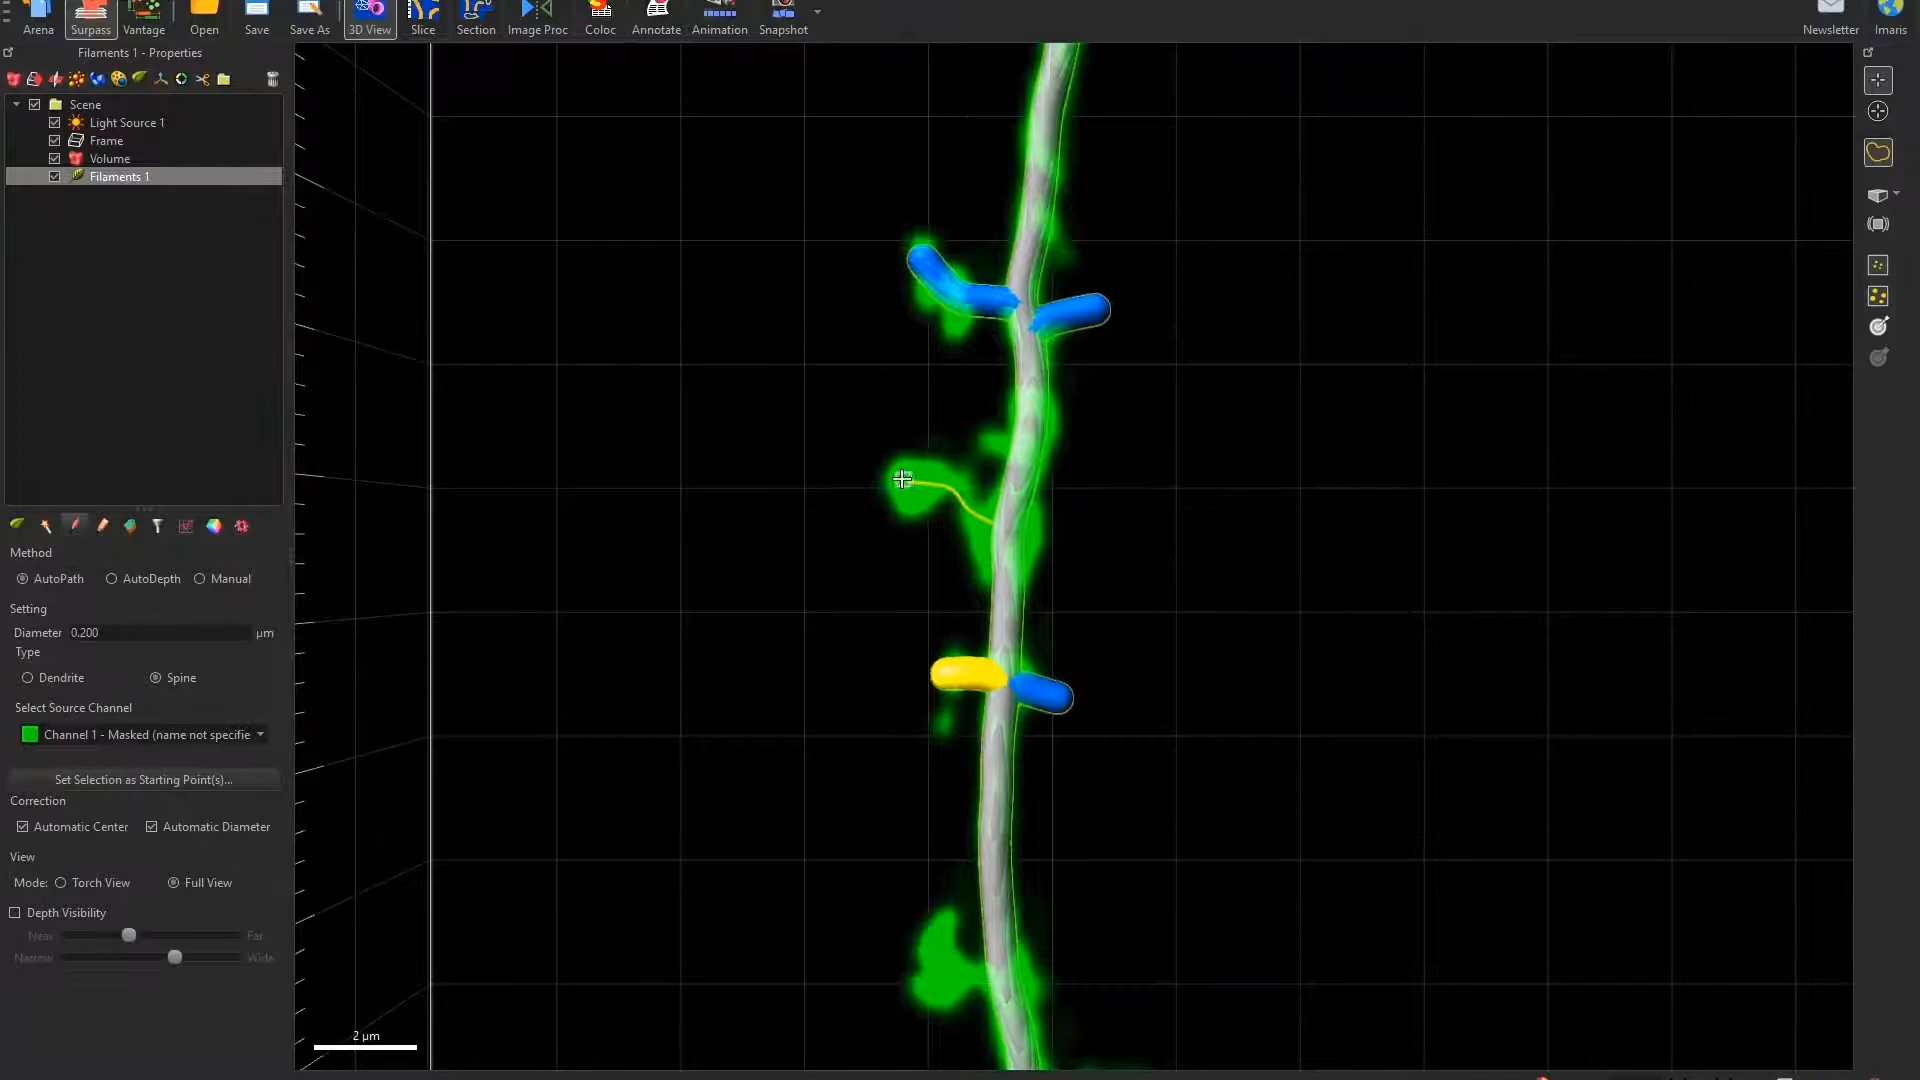 Arena Surpass Vantage Open Save Save As 3D View Slice Section Image Proc Coloc Annotate Animation Snapshot Newsletter Imaris
Filaments 1 - Properties
Scene
Light Source 1
Frame
Volume
Filaments 1
Method
AutoPath AutoDepth Manual
Setting
Diameter 0.200 µm
Type
Dendrite Spine
Select Source Channel
Channel 1 - Masked (name not specifie
Set Selection as Starting Point(s)...
Correction
Automatic Center Automatic Diameter
View
Mode: Torch View Full View
Depth Visibility
Near Far
Narrow Wide
2 µm